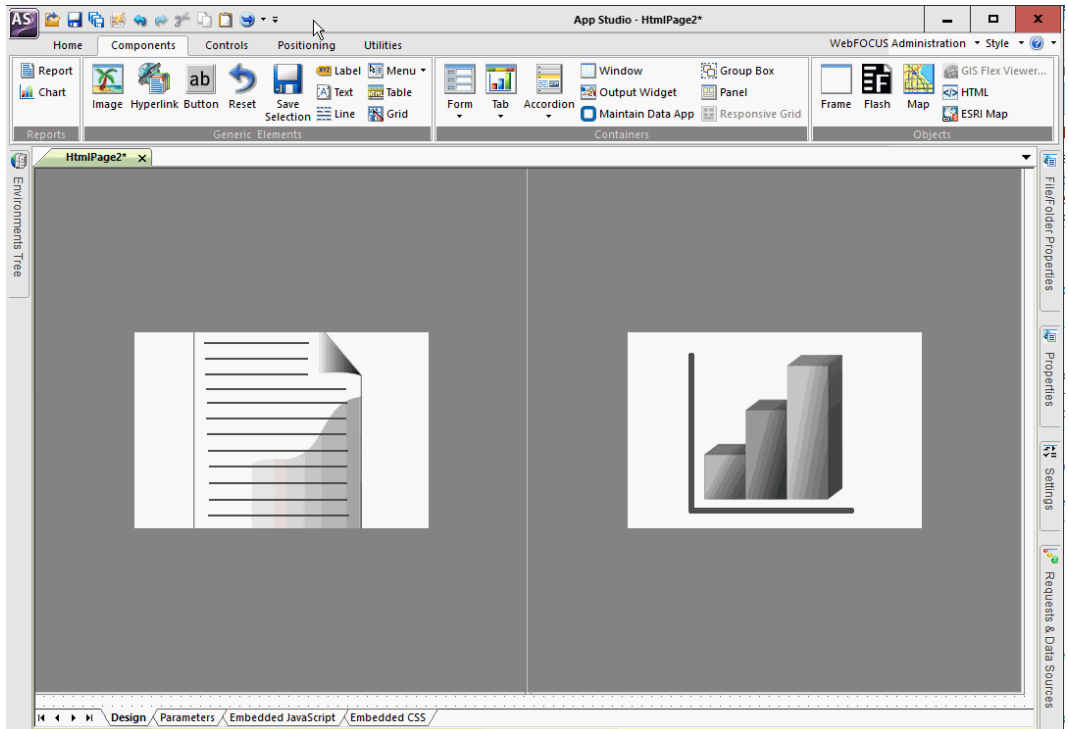 AS
App Studio - HtmlPage2*
Home Components Controls Positioning Utilities
WebFOCUS Administration Style
Report
Chart
Reports
Image Hyperlink Button Reset Save Selection
ab
Label
Text
Line
Menu
Table
Grid
Generic Elements
Form Tab Accordion
Window
Output Widget
Maintain Data App
Group Box
Panel
Responsive Grid
Containers
Frame Flash Map
GIS Flex Viewer...
HTML
ESRI Map
Objects
HtmlPage2*
Environments Tree
File/Folder Properties
Properties
Settings
Requests & Data Sources
Design Parameters Embedded JavaScript Embedded CSS